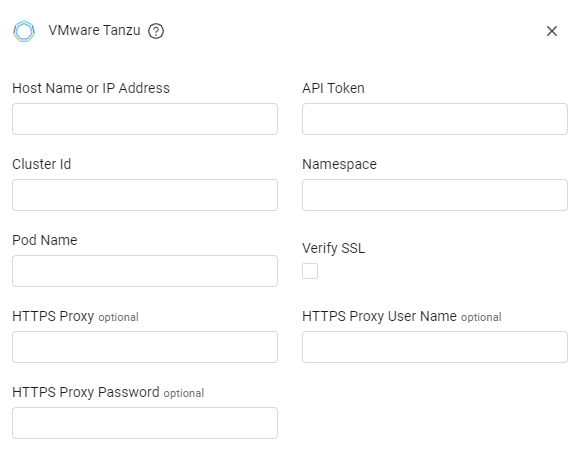 VMware Tanzu ?
Host Name or IP Address
API Token
Cluster Id
Namespace
Pod Name
Verify SSL
HTTPS Proxy optional
HTTPS Proxy User Name optional
HTTPS Proxy Password optional